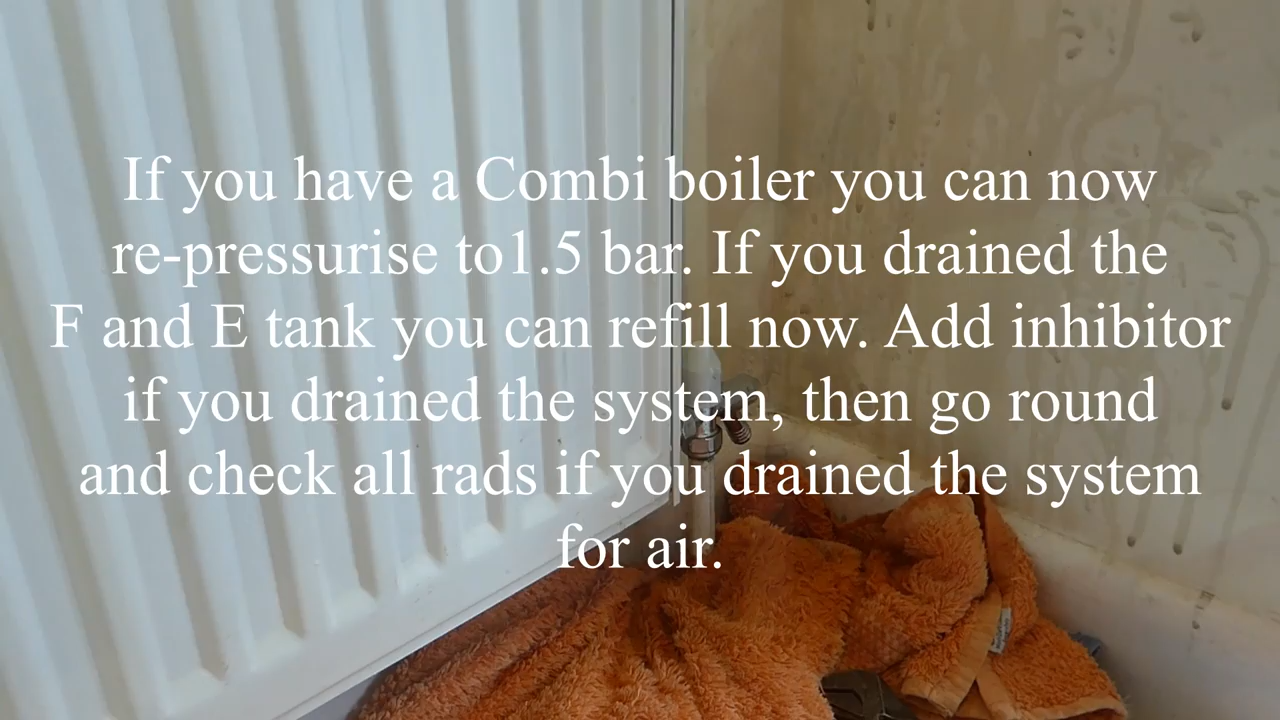 If you have a Combi boiler you can now
re-pressurise to1.5 bar. If you drained the
F and E tank you can refill now. Add inhibitor
if you drained the system, then go round
and check all rads if you drained the system
for air.